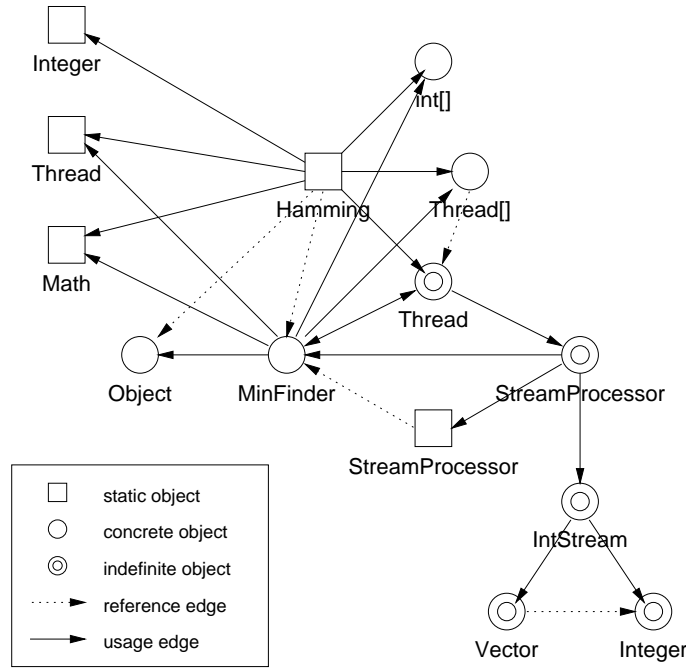 Integer
int[]
Thread
Hamming
Thread[]
Math
Thread
Object
MinFinder
StreamProcessor
StreamProcessor
static object
concrete object
IntStream
indefinite object
reference edge
usage edge
Vector
Integer